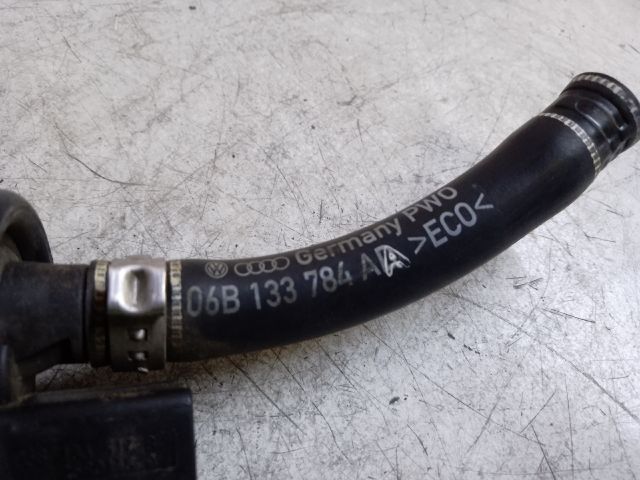 Germany PWO
06B 133 784 AA >ECO<